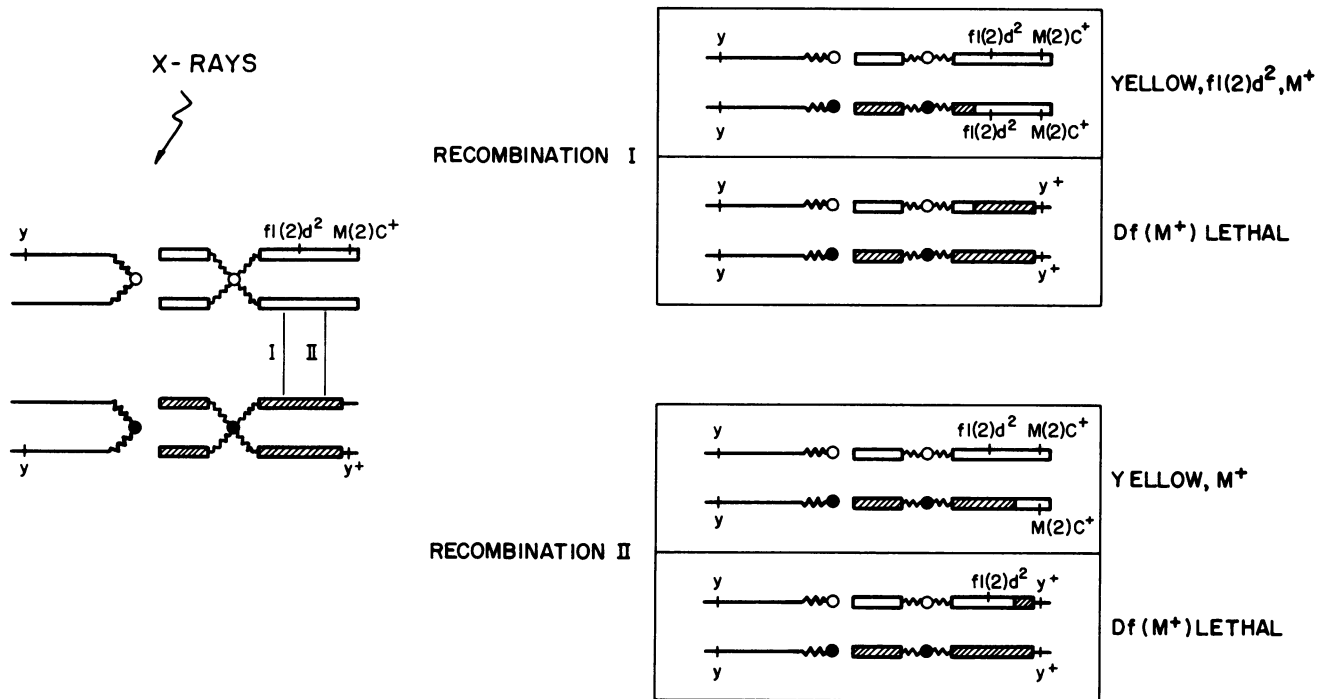 X-RAYS
y
fl(2)d² M(2)C⁺
I II
y
y⁺
RECOMBINATION I
y
fl(2)d² M(2)C⁺
y
fl(2)d² M(2)C⁺
YELLOW, fl(2)d², M⁺
y
y⁺
y
y⁺
Df (M⁺) LETHAL
RECOMBINATION II
y
fl(2)d² M(2)C⁺
y
M(2)C⁺
YELLOW, M⁺
y
fl(2)d² y⁺
y
y⁺
Df(M⁺) LETHAL